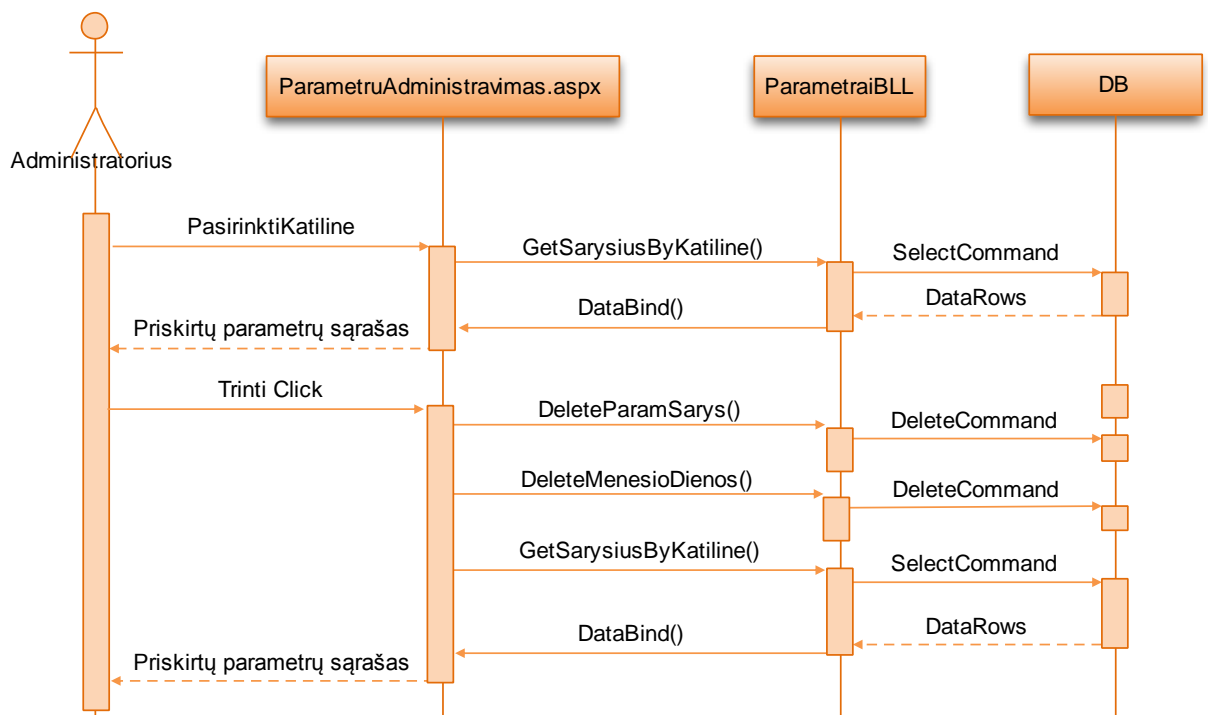 ParametruAdministravimas.aspx
ParametraiBLL
DB
Administratorius
PasirinktiKatiline
GetSarysiusByKatiline()
SelectCommand
DataRows
DataBind()
Priskirtų parametrų sąrašas
Trinti Click
DeleteParamSarys()
DeleteCommand
DeleteMenesioDienos()
DeleteCommand
GetSarysiusByKatiline()
SelectCommand
DataRows
DataBind()
Priskirtų parametrų sąrašas